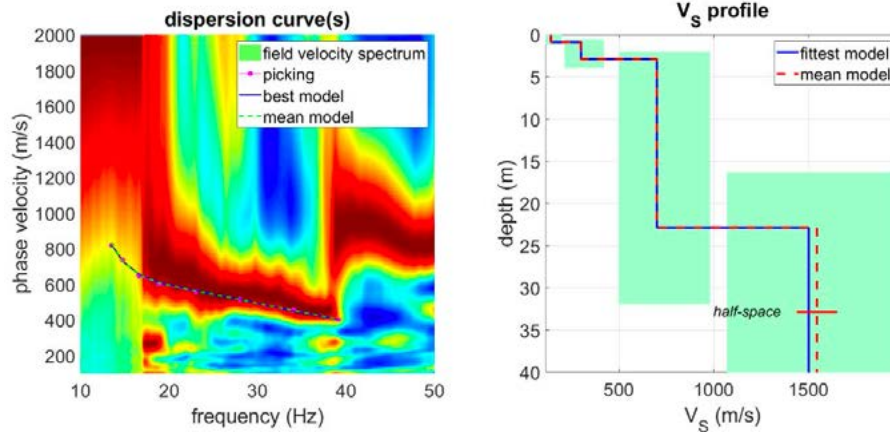 dispersion curve(s)
2000
1800
1600
1400
1200
1000
800
600
400
200
phase velocity (m/s)
field velocity spectrum
picking
best model
mean model
10
20
30
40
50
frequency (Hz)
V_S profile
0
5
10
15
20
25
30
35
40
depth (m)
fittest model
mean model
half-space
500
1000
1500
V_S (m/s)